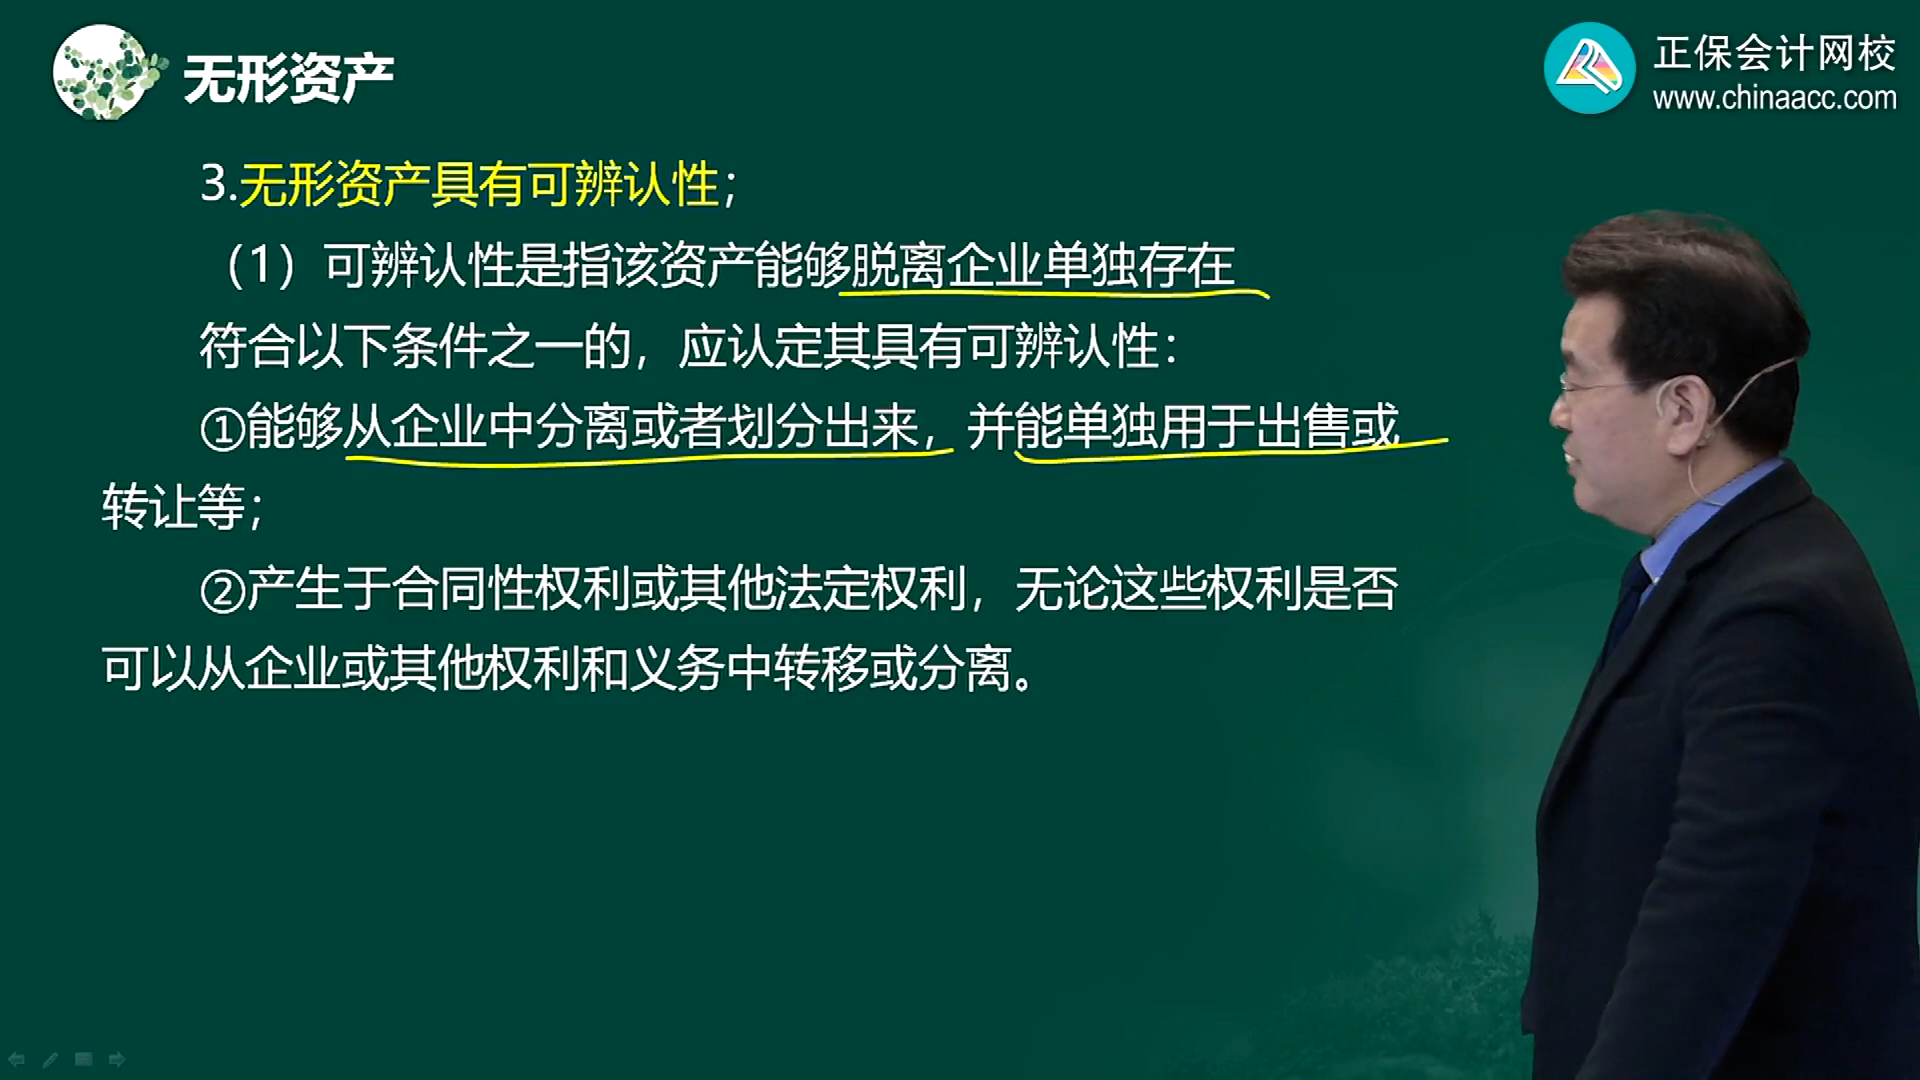 无形资产
正保会计网校
www.chinaacc.com
3.无形资产具有可辨认性；
（1）可辨认性是指该资产能够脱离企业单独存在
符合以下条件之一的，应认定其具有可辨认性：
①能够从企业中分离或者划分出来，并能单独用于出售或
转让等；
②产生于合同性权利或其他法定权利，无论这些权利是否
可以从企业或其他权利和义务中转移或分离。